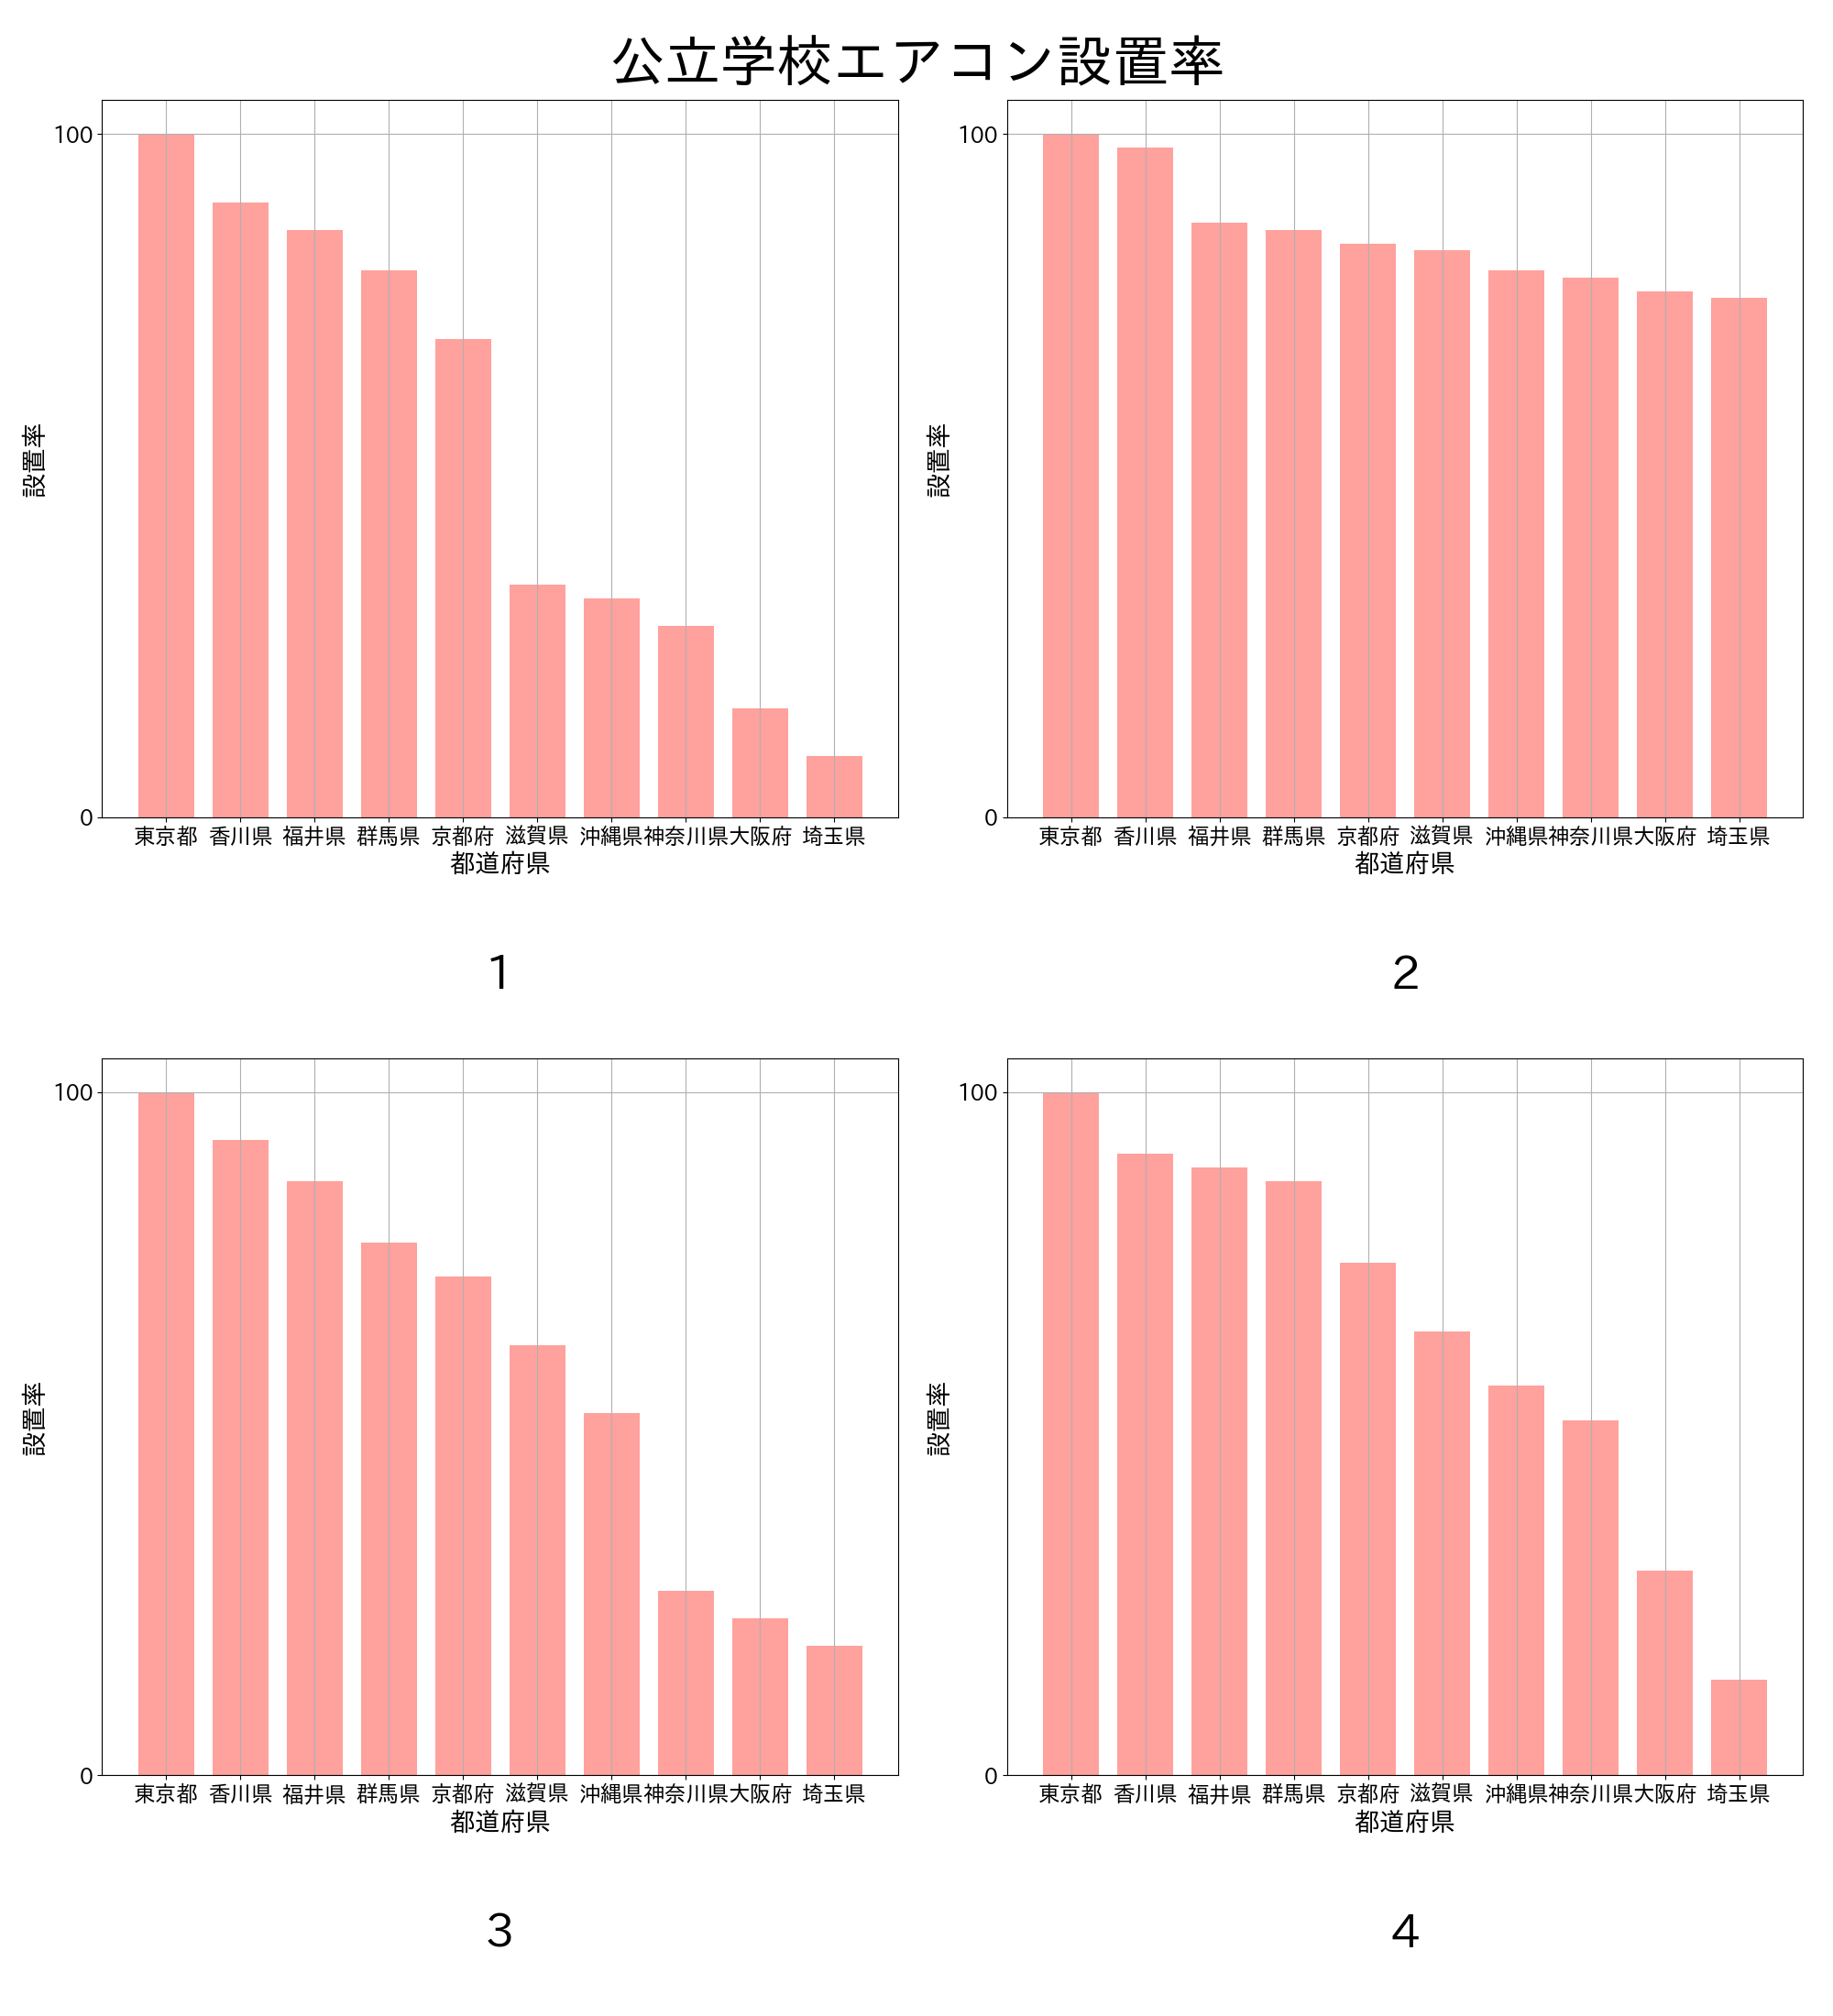 公立学校エアコン設置率
100
0
設置率
東京都 香川県 福井県 群馬県 京都府 滋賀県 沖縄県 神奈川県 大阪府 埼玉県
都道府県
1
100
0
設置率
東京都 香川県 福井県 群馬県 京都府 滋賀県 沖縄県 神奈川県 大阪府 埼玉県
都道府県
2
100
0
設置率
東京都 香川県 福井県 群馬県 京都府 滋賀県 沖縄県 神奈川県 大阪府 埼玉県
都道府県
3
100
0
設置率
東京都 香川県 福井県 群馬県 京都府 滋賀県 沖縄県 神奈川県 大阪府 埼玉県
都道府県
4